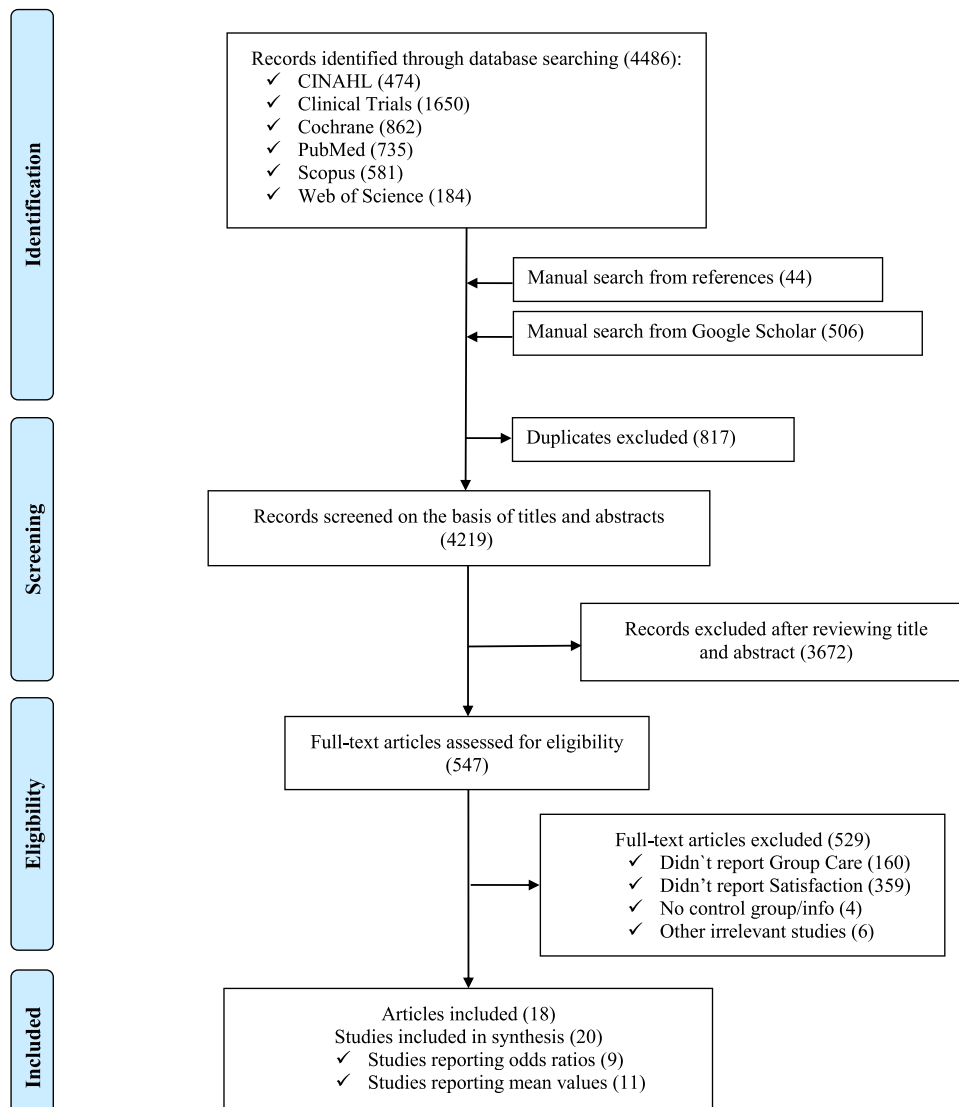 Identification
Records identified through database searching (4486):
✓ CINAHL (474)
✓ Clinical Trials (1650)
✓ Cochrane (862)
✓ PubMed (735)
✓ Scopus (581)
✓ Web of Science (184)
Manual search from references (44)
Manual search from Google Scholar (506)
Screening
Duplicates excluded (817)
Records screened on the basis of titles and abstracts
(4219)
Records excluded after reviewing title
and abstract (3672)
Eligibility
Full-text articles assessed for eligibility
(547)
Full-text articles excluded (529)
✓ Didn`t report Group Care (160)
✓ Didn’t report Satisfaction (359)
✓ No control group/info (4)
✓ Other irrelevant studies (6)
Included
Articles included (18)
Studies included in synthesis (20)
✓ Studies reporting odds ratios (9)
✓ Studies reporting mean values (11)